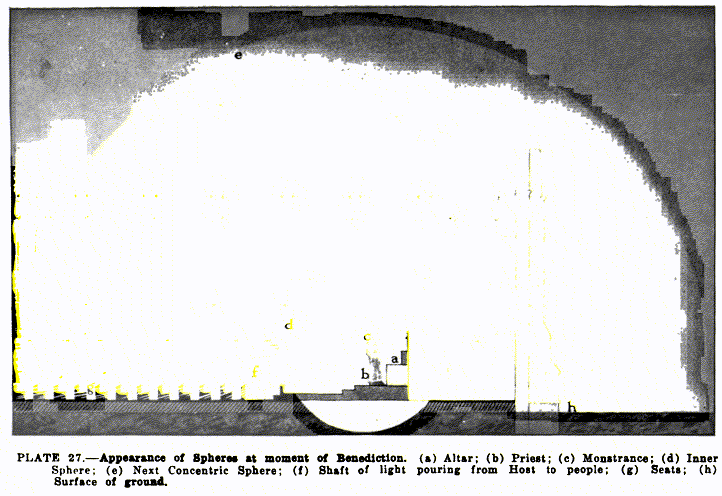 e
d
c
a
b
g
h
PLATE 27.—Appearance of Spheres at moment of Benediction. (a) Altar; (b) Priest; (c) Monstrance; (d) Inner
Sphere; (e) Next Concentric Sphere; (f) Shaft of light pouring from Host to people; (g) Seats; (h)
Surface of ground.